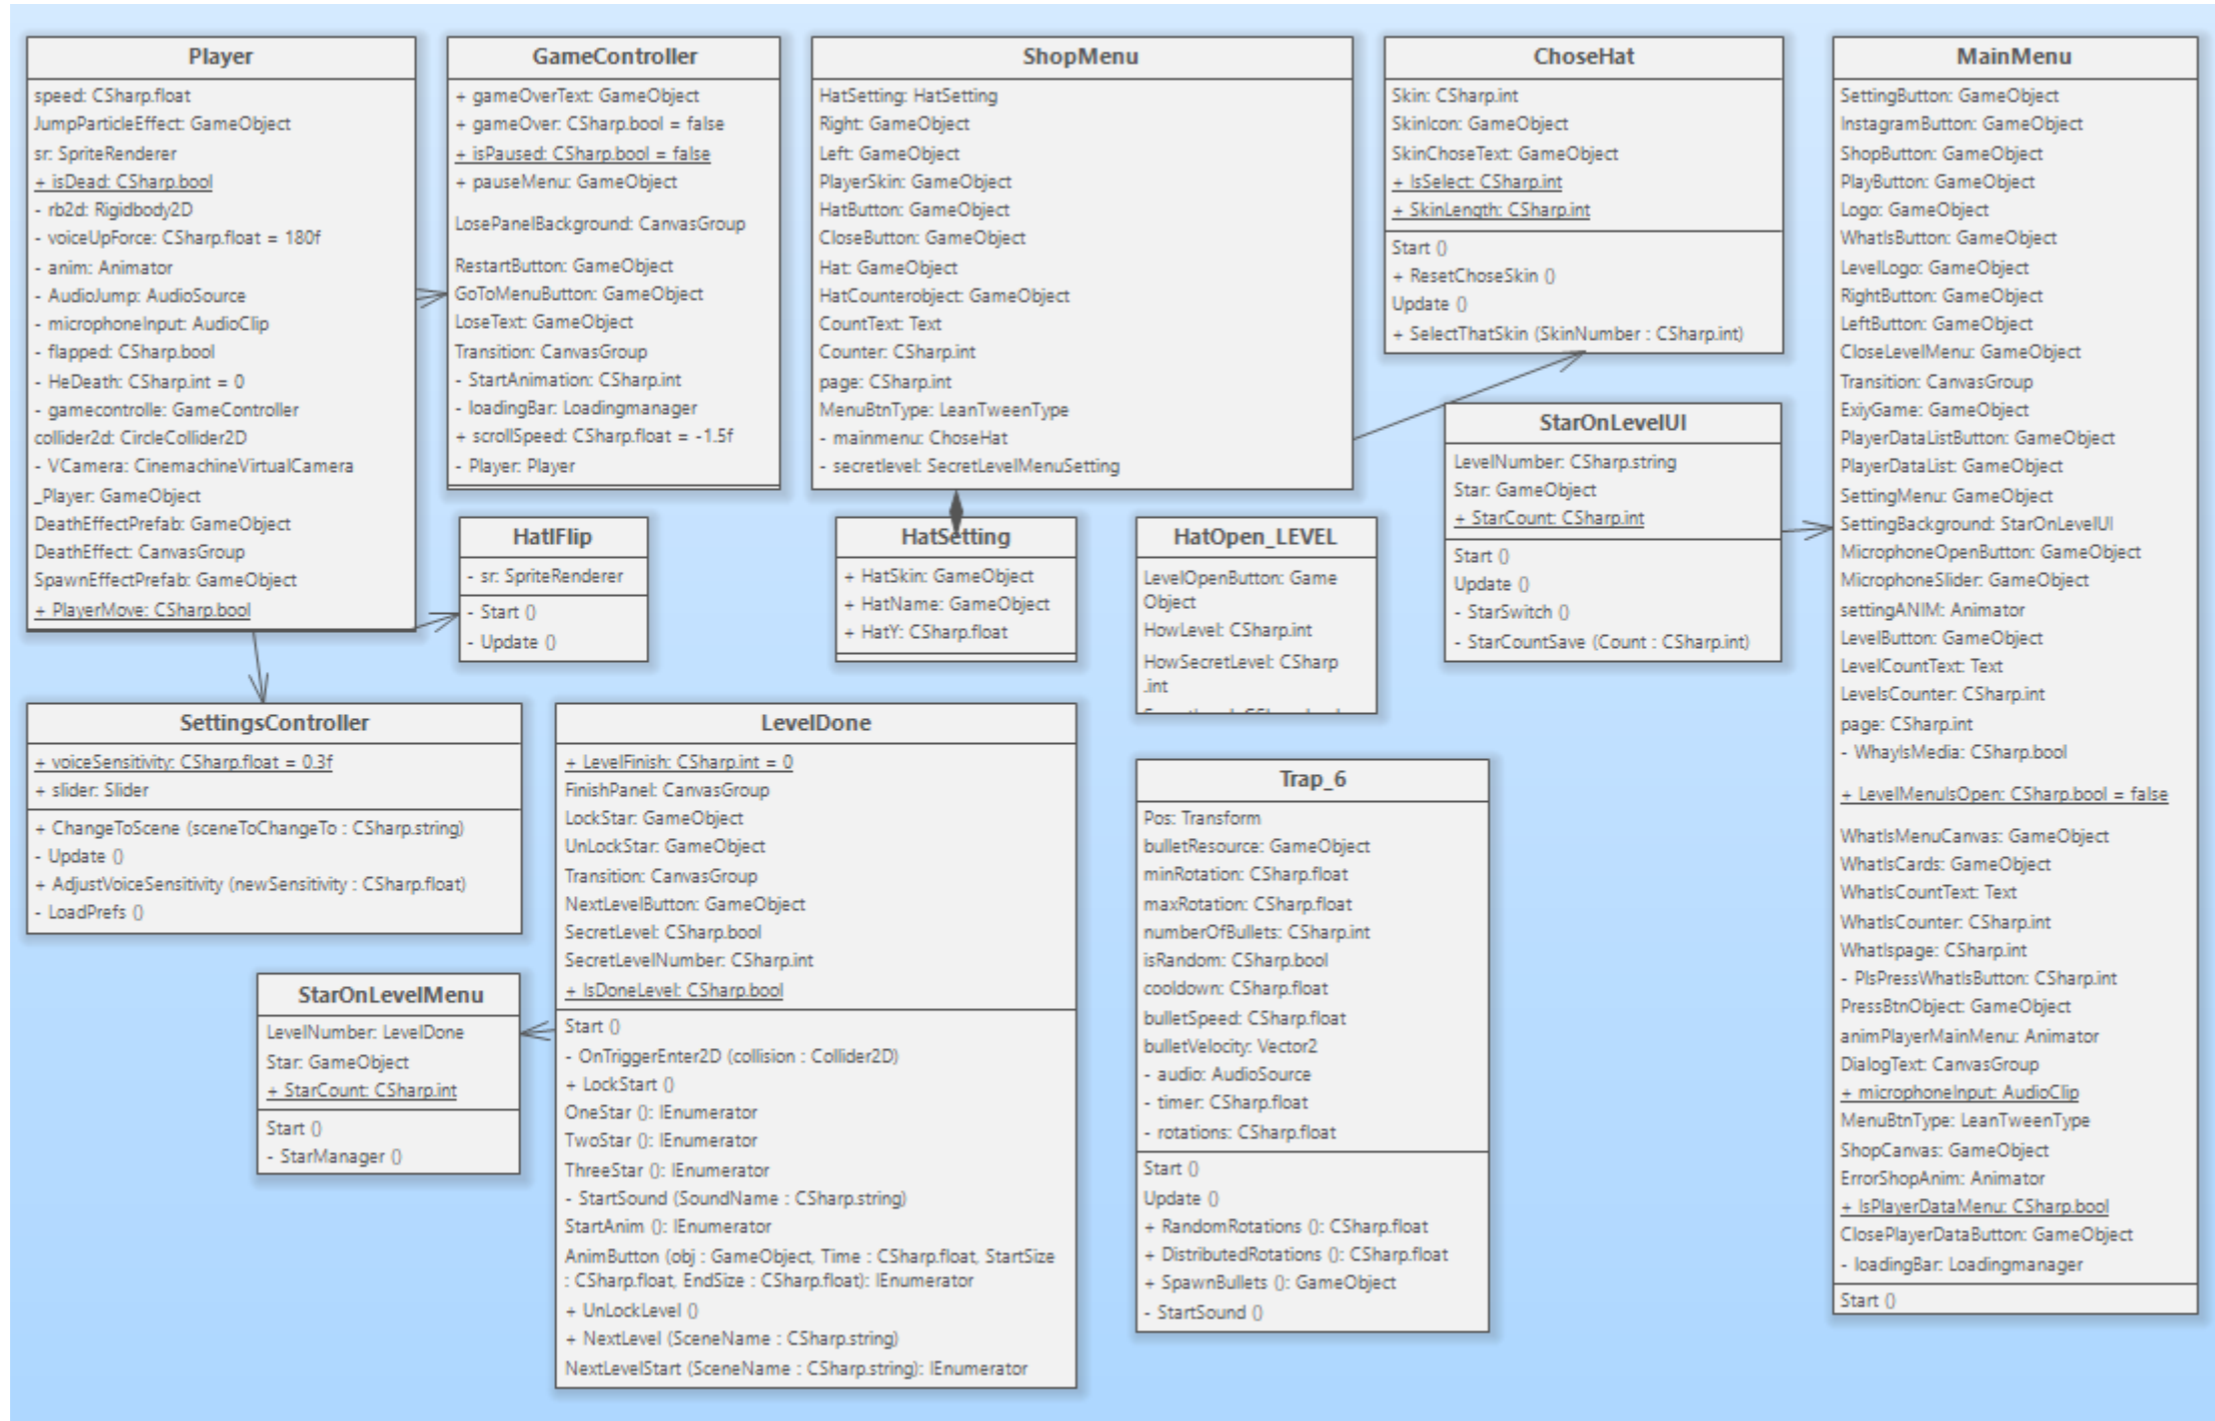 Player
speed: CSharp.float
JumpParticleEffect: GameObject
sr: SpriteRenderer
+ isDead: CSharp.bool
- rb2d: Rigidbody2D
- voiceUpForce: CSharp.float = 180f
- anim: Animator
- AudioJump: AudioSource
- microphoneInput: AudioClip
- flapped: CSharp.bool
- HeDeath: CSharp.int = 0
- gamecontrolle: GameController
collider2d: CircleCollider2D
- VCamera: CinemachineVirtualCamera
_Player: GameObject
DeathEffectPrefab: GameObject
DeathEffect: CanvasGroup
SpawnEffectPrefab: GameObject
+ PlayerMove: CSharp.bool
GameController
+ gameOverText: GameObject
+ gameOver: CSharp.bool = false
+ isPaused: CSharp.bool = false
+ pauseMenu: GameObject
LosePanelBackground: CanvasGroup
RestartButton: GameObject
GoToMenuButton: GameObject
LoseText: GameObject
Transition: CanvasGroup
- StartAnimation: CSharp.int
- loadingBar: Loadingmanager
+ scrollSpeed: CSharp.float = -1.5f
- Player: Player
ShopMenu
HatSetting: HatSetting
Right: GameObject
Left: GameObject
PlayerSkin: GameObject
HatButton: GameObject
CloseButton: GameObject
Hat: GameObject
HatCounterobject: GameObject
CountText: Text
Counter: CSharp.int
page: CSharp.int
MenuBtnType: LeanTweenType
- mainmenu: ChoseHat
- secretlevel: SecretLevelMenuSetting
ChoseHat
Skin: CSharp.int
SkinIcon: GameObject
SkinChoseText: GameObject
+ IsSelect: CSharp.int
+ SkinLength: CSharp.int
Start ()
+ ResetChoseSkin ()
Update ()
+ SelectThatSkin (SkinNumber : CSharp.int)
MainMenu
SettingButton: GameObject
InstagramButton: GameObject
ShopButton: GameObject
PlayButton: GameObject
Logo: GameObject
WhatIsButton: GameObject
LevelLogo: GameObject
RightButton: GameObject
LeftButton: GameObject
CloseLevelMenu: GameObject
Transition: CanvasGroup
ExiyGame: GameObject
PlayerDataListButton: GameObject
PlayerDataList: GameObject
SettingMenu: GameObject
SettingBackground: StarOnLevelUI
MicrophoneOpenButton: GameObject
MicrophoneSlider: GameObject
settingANIM: Animator
LevelButton: GameObject
LevelCountText: Text
LevelsCounter: CSharp.int
page: CSharp.int
- WhayIsMedia: CSharp.bool
+ LevelMenuIsOpen: CSharp.bool = false
WhatIsMenuCanvas: GameObject
WhatIsCards: GameObject
WhatIsCountText: Text
WhatIsCounter: CSharp.int
WhatIspage: CSharp.int
- PlsPressWhatIsButton: CSharp.int
PressBtnObject: GameObject
animPlayerMainMenu: Animator
DialogText: CanvasGroup
+ microphoneInput: AudioClip
MenuBtnType: LeanTweenType
ShopCanvas: GameObject
ErrorShopAnim: Animator
+ IsPlayerDataMenu: CSharp.bool
ClosePlayerDataButton: GameObject
- loadingBar: Loadingmanager
Start ()
StarOnLevelUI
LevelNumber: CSharp.string
Star: GameObject
+ StarCount: CSharp.int
Start ()
Update ()
- StarSwitch ()
- StarCountSave (Count : CSharp.int)
HatIFlip
- sr: SpriteRenderer
- Start ()
- Update ()
HatSetting
+ HatSkin: GameObject
+ HatName: GameObject
+ HatY: CSharp.float
HatOpen_LEVEL
LevelOpenButton: Game
Object
HowLevel: CSharp.int
HowSecretLevel: CSharp
.int
SettingsController
+ voiceSensitivity: CSharp.float = 0.3f
+ slider: Slider
+ ChangeToScene (sceneToChangeTo : CSharp.string)
- Update ()
+ AdjustVoiceSensitivity (newSensitivity : CSharp.float)
- LoadPrefs ()
LevelDone
+ LevelFinish: CSharp.int = 0
FinishPanel: CanvasGroup
LockStar: GameObject
UnLockStar: GameObject
Transition: CanvasGroup
NextLevelButton: GameObject
SecretLevel: CSharp.bool
SecretLevelNumber: CSharp.int
+ IsDoneLevel: CSharp.bool
Start ()
- OnTriggerEnter2D (collision : Collider2D)
+ LockStart ()
OneStar (): IEnumerator
TwoStar (): IEnumerator
ThreeStar (): IEnumerator
- StartSound (SoundName : CSharp.string)
StartAnim (): IEnumerator
AnimButton (obj : GameObject, Time : CSharp.float, StartSize
: CSharp.float, EndSize : CSharp.float): IEnumerator
+ UnLockLevel ()
+ NextLevel (SceneName : CSharp.string)
NextLevelStart (SceneName : CSharp.string): IEnumerator
Trap_6
Pos: Transform
bulletResource: GameObject
minRotation: CSharp.float
maxRotation: CSharp.float
numberOfBullets: CSharp.int
isRandom: CSharp.bool
cooldown: CSharp.float
bulletSpeed: CSharp.float
bulletVelocity: Vector2
- audio: AudioSource
- timer: CSharp.float
- rotations: CSharp.float
Start ()
Update ()
+ RandomRotations (): CSharp.float
+ DistributedRotations (): CSharp.float
+ SpawnBullets (): GameObject
- StartSound ()
StarOnLevelMenu
LevelNumber: LevelDone
Star: GameObject
+ StarCount: CSharp.int
Start ()
- StarManager ()